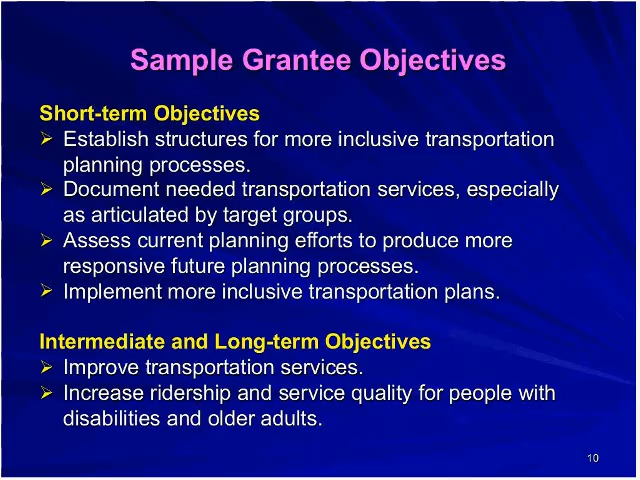 Sample Grantee Objectives
Short-term Objectives
Establish structures for more inclusive transportation
planning processes.
Document needed transportation services, especially
as articulated by target groups.
Assess current planning efforts to produce more
responsive future planning processes.
Implement more inclusive transportation plans.
Intermediate and Long-term Objectives
Improve transportation services.
Increase ridership and service quality for people with
disabilities and older adults.
10